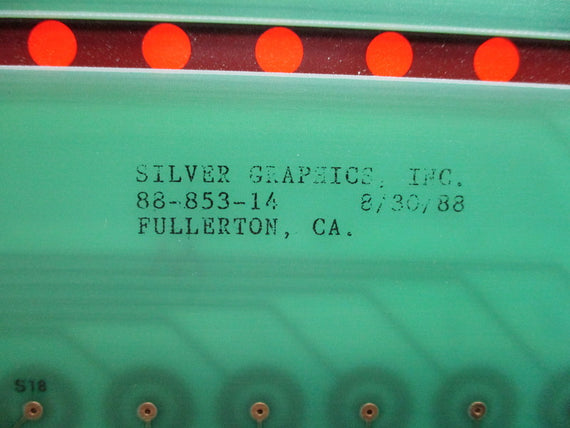 SILVER GRAPHICS, INC.
88-853-14 8/30/88
FULLERTON, CA.
S18